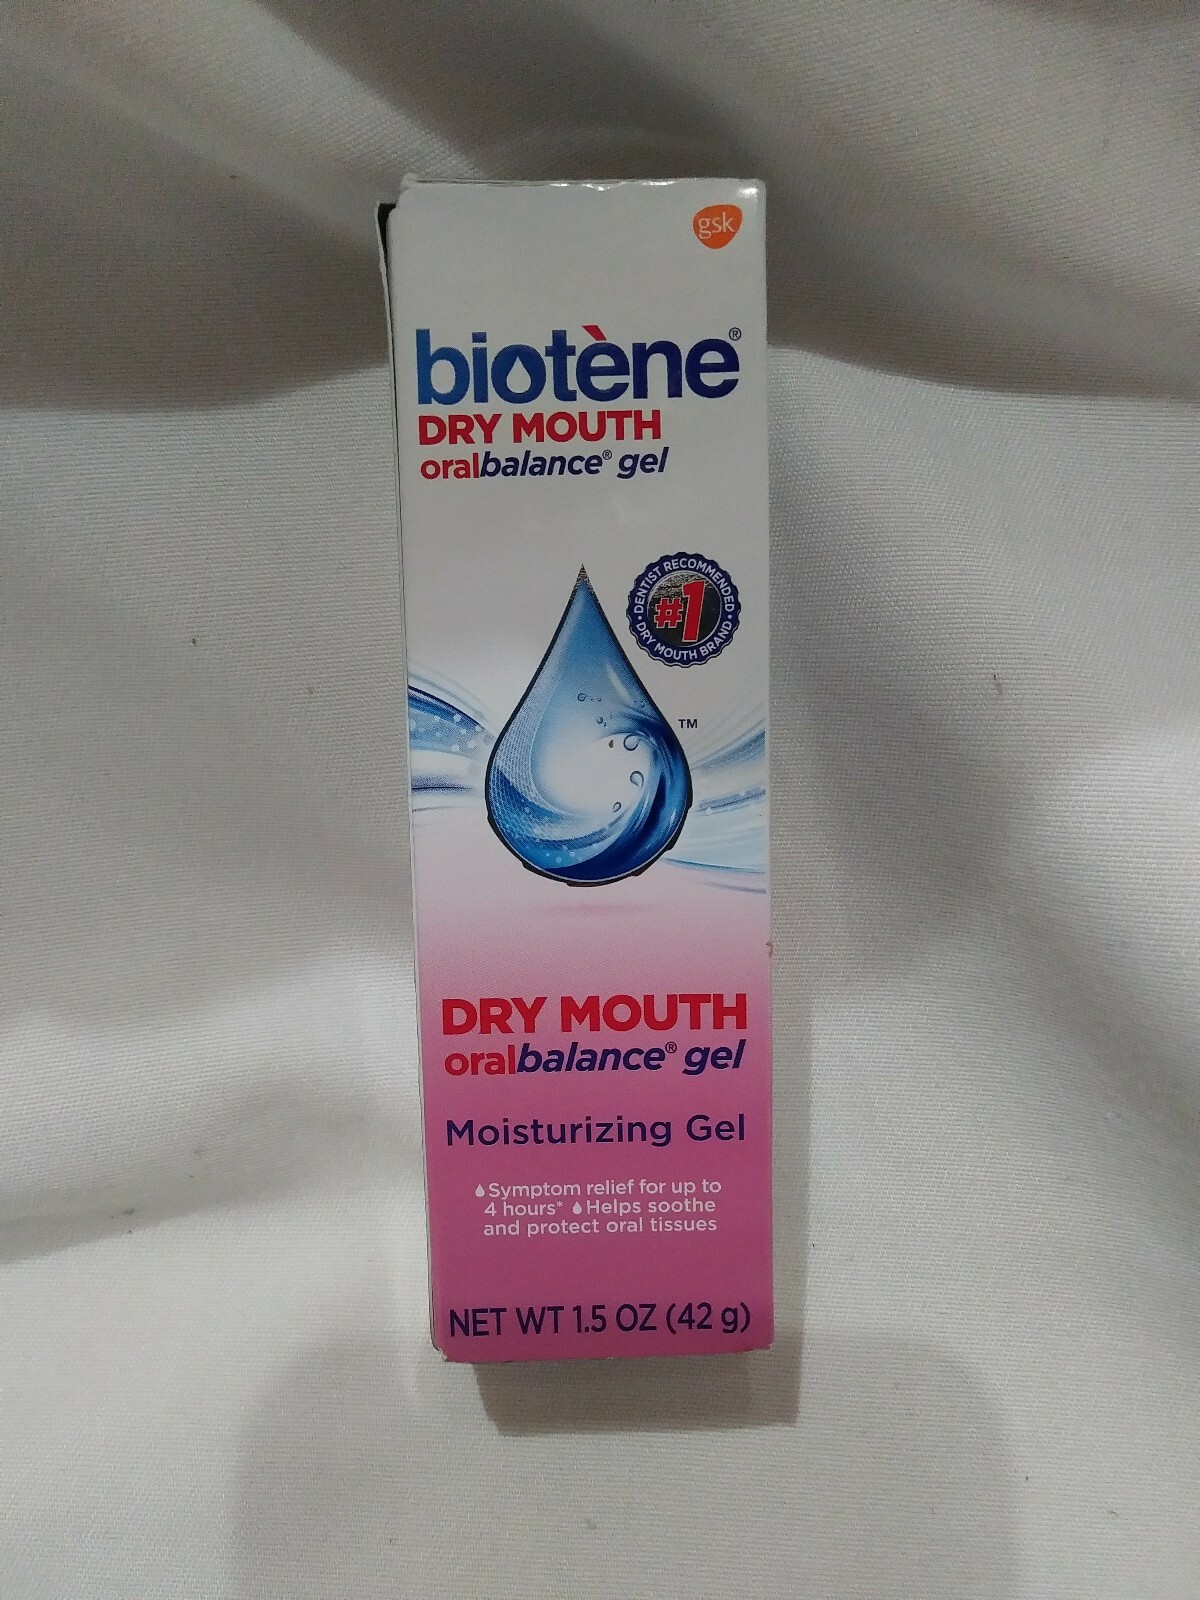 gsk
biotène®
DRY MOUTH
oralbalance® gel
DENTIST RECOMMENDED
#1
DRY MOUTH BRAND
TM
DRY MOUTH
oralbalance® gel
Moisturizing Gel
Symptom relief for up to
4 hours* Helps soothe
and protect oral tissues
NET WT 1.5 OZ (42 g)